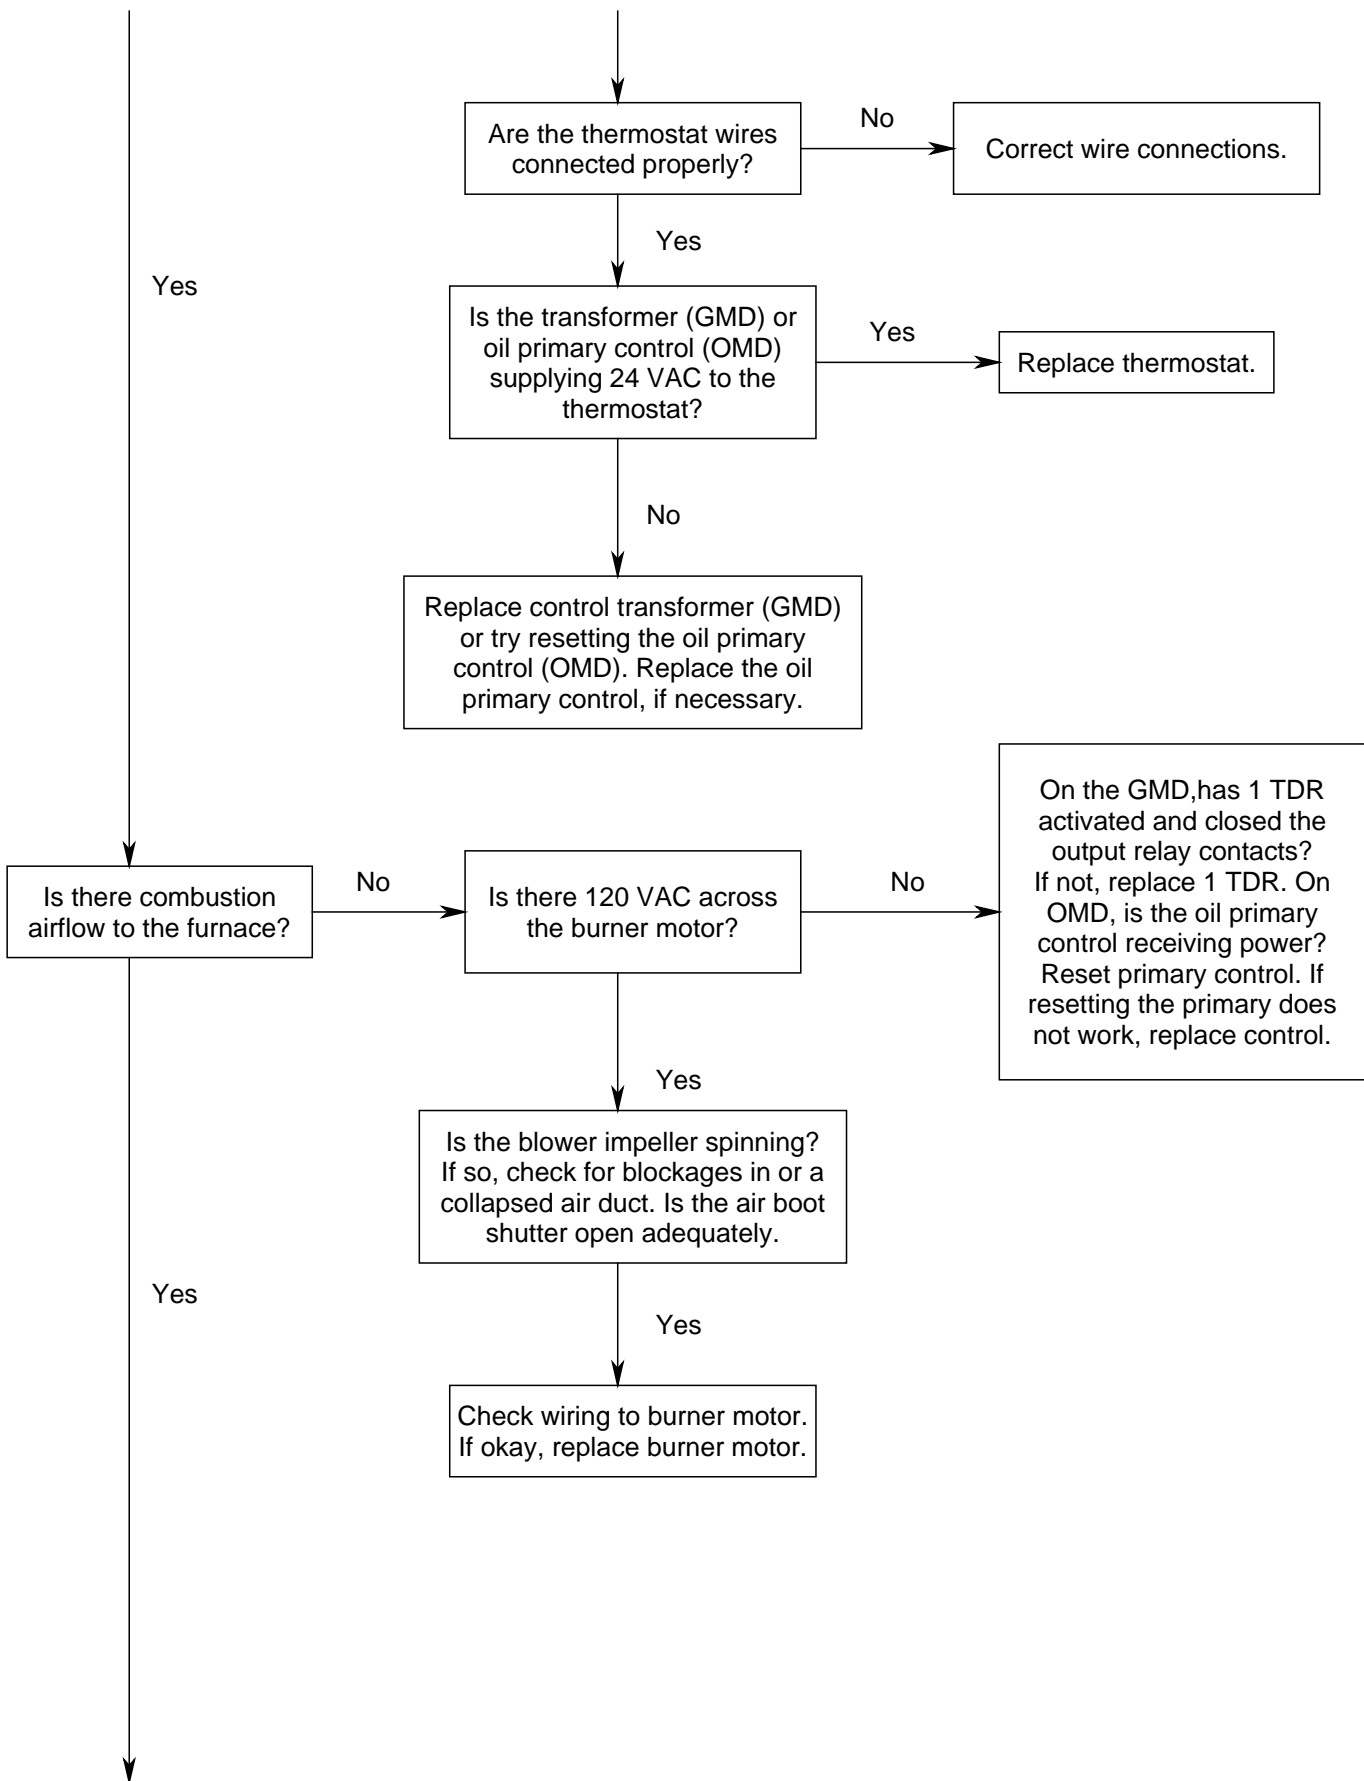 Are the thermostat wires
connected properly?
No
Correct wire connections.
Yes
Yes
Is the transformer (GMD) or
oil primary control (OMD)
supplying 24 VAC to the
thermostat?
Yes
Replace thermostat.
No
Replace control transformer (GMD)
or try resetting the oil primary
control (OMD). Replace the oil
primary control, if necessary.
Is there combustion
airflow to the furnace?
No
Is there 120 VAC across
the burner motor?
No
On the GMD,has 1 TDR
activated and closed the
output relay contacts?
If not, replace 1 TDR. On
OMD, is the oil primary
control receiving power?
Reset primary control. If
resetting the primary does
not work, replace control.
Yes
Is the blower impeller spinning?
If so, check for blockages in or a
collapsed air duct. Is the air boot
shutter open adequately.
Yes
Yes
Check wiring to burner motor.
If okay, replace burner motor.